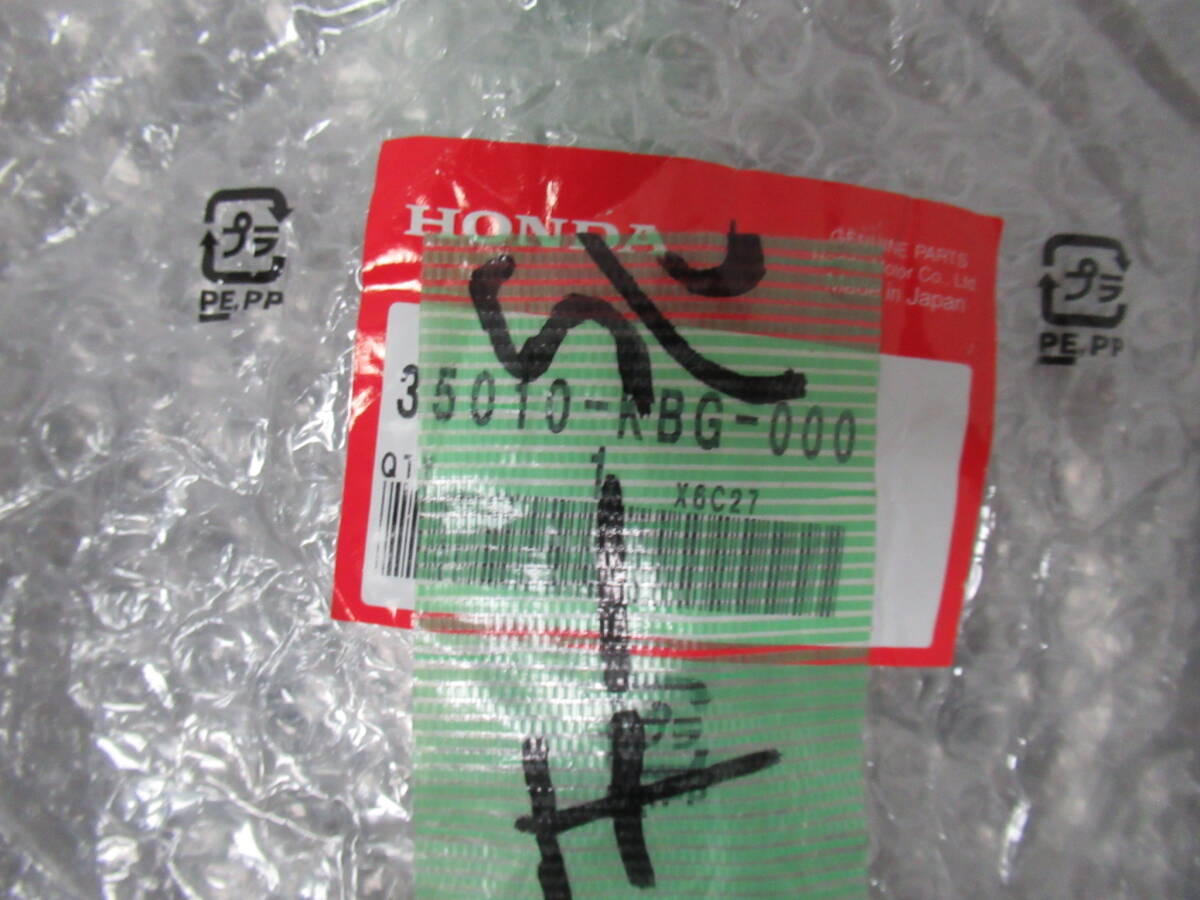 HONDA
GENUINE PARTS
Honda Motor Co., Ltd.
Made in Japan
プラ
PE,PP
プラ
PE,PP
35010-KBG-000
QTY 1
X6C27